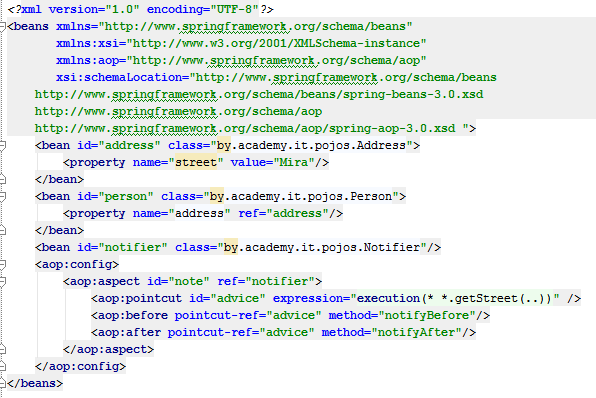 <?xml version="1.0" encoding="UTF-8"?>
<beans xmlns="http://www.springframework.org/schema/beans"
       xmlns:xsi="http://www.w3.org/2001/XMLSchema-instance"
       xmlns:aop="http://www.springframework.org/schema/aop"
       xsi:schemaLocation="http://www.springframework.org/schema/beans
    http://www.springframework.org/schema/beans/spring-beans-3.0.xsd
    http://www.springframework.org/schema/aop
    http://www.springframework.org/schema/aop/spring-aop-3.0.xsd ">
    <bean id="address" class="by.academy.it.pojos.Address">
        <property name="street" value="Mira"/>
    </bean>
    <bean id="person" class="by.academy.it.pojos.Person">
        <property name="address" ref="address"/>
    </bean>
    <bean id="notifier" class="by.academy.it.pojos.Notifier"/>
    <aop:config>
        <aop:aspect id="note" ref="notifier">
            <aop:pointcut id="advice" expression="execution(* *.getStreet(..))" />
            <aop:before pointcut-ref="advice" method="notifyBefore"/>
            <aop:after pointcut-ref="advice" method="notifyAfter"/>
        </aop:aspect>
    </aop:config>
</beans>